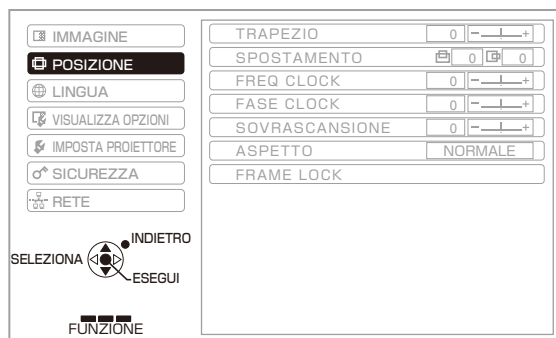 IMMAGINE
POSIZIONE
LINGUA
VISUALIZZA OPZIONI
IMPOSTA PROIETTORE
SICUREZZA
RETE
INDIETRO
SELEZIONA
ESEGUI
FUNZIONE
TRAPEZIO 0 - +
SPOSTAMENTO 0 0
FREQ CLOCK 0 - +
FASE CLOCK 0 - +
SOVRASCANSIONE 0 - +
ASPETTO NORMALE
FRAME LOCK